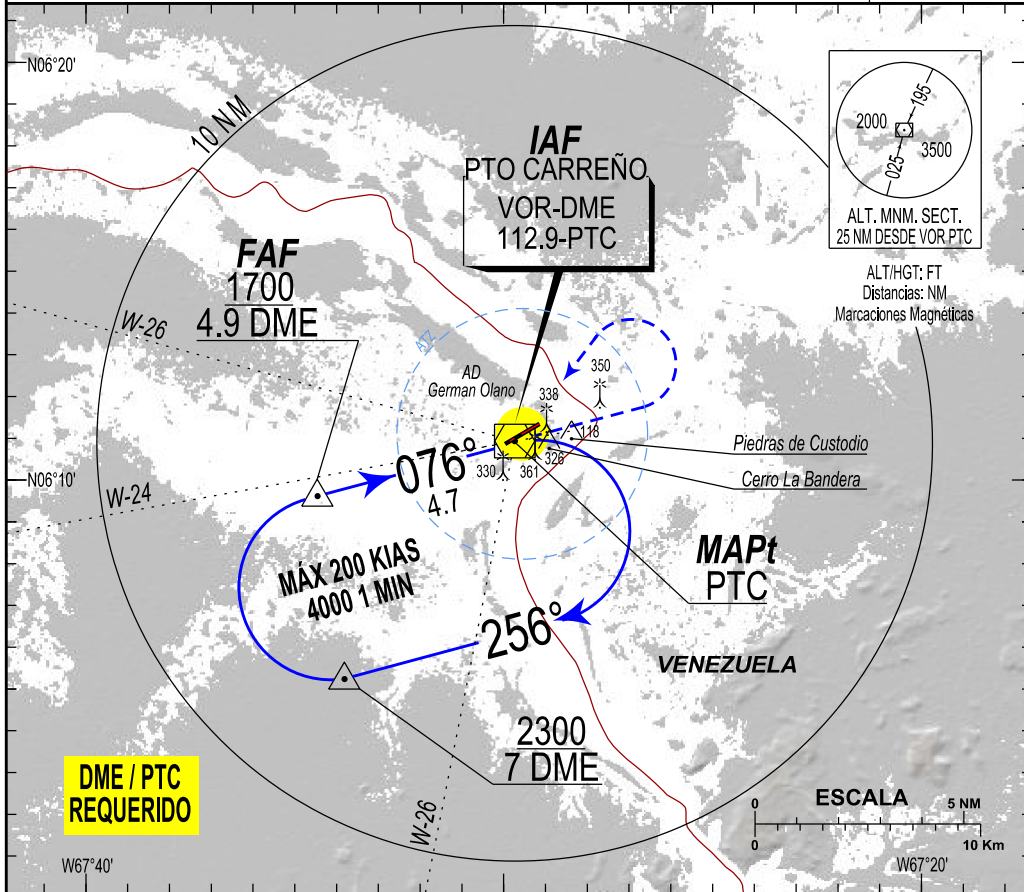 N06°20'
10 NM
IAF
PTO CARREÑO
VOR-DME
112.9-PTC
195
2000
3500
025
ALT. MNM. SECT.
25 NM DESDE VOR PTC
ALT/HGT: FT
Distancias: NM
Marcaciones Magnéticas
FAF
1700
4.9 DME
W-26
A12
AD
German Olano
350
338
118
326
361
330
Piedras de Custodio
Cerro La Bandera
N06°10'
W-24
076°
4.7
MÁX 200 KIAS
4000 1 MIN
MAPt
PTC
256°
VENEZUELA
2300
7 DME
DME / PTC
REQUERIDO
W-26
ESCALA
0 5 NM
0 10 Km
W67°40'
W67°20'